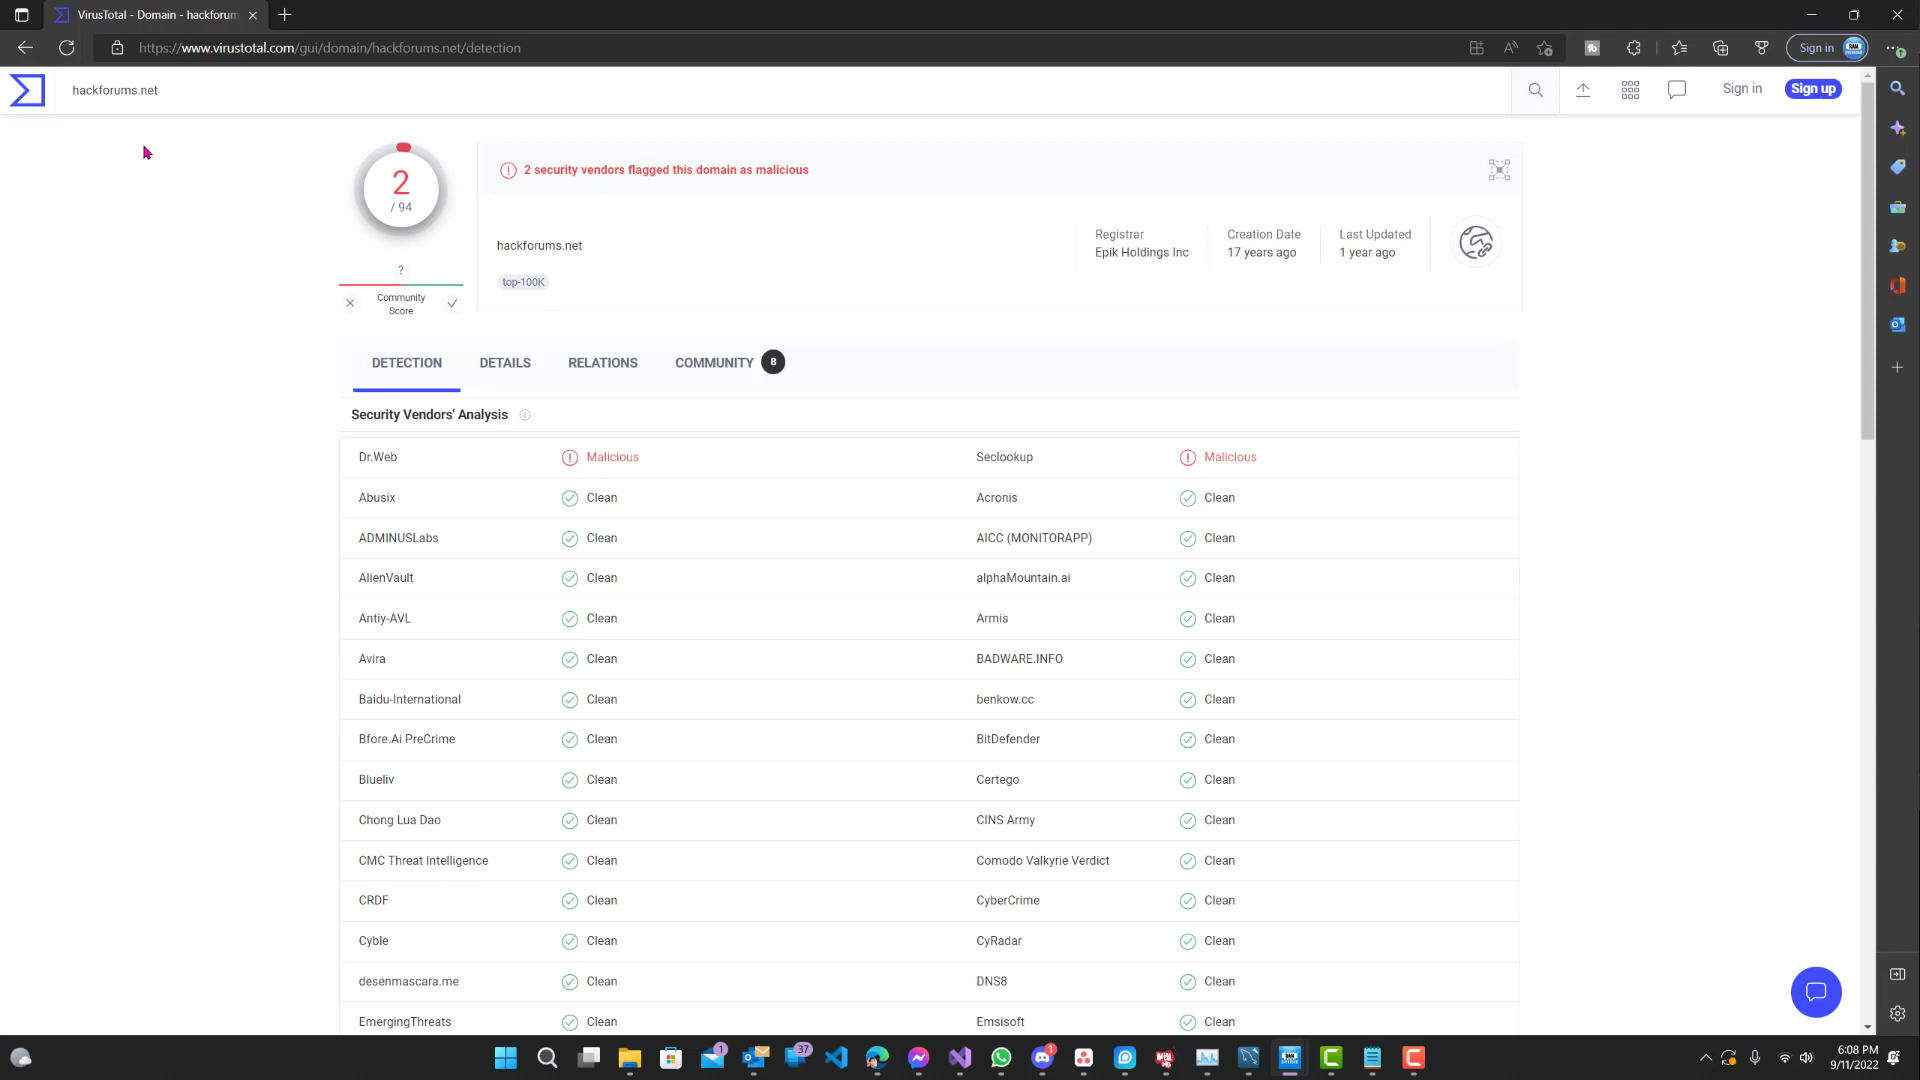 VirusTotal - Domain - hackforum
https://www.virustotal.com/gui/domain/hackforums.net/detection
Sign in
hackforums.net
Sign in
Sign up
2
/ 94
?
Community
Score
2 security vendors flagged this domain as malicious
hackforums.net
top-100K
Registrar
Epik Holdings Inc
Creation Date
17 years ago
Last Updated
1 year ago
DETECTION
DETAILS
RELATIONS
COMMUNITY 8
Security Vendors' Analysis
Dr.Web Malicious Seclookup Malicious
Abusix Clean Acronis Clean
ADMINUSLabs Clean AICC (MONITORAPP) Clean
AlienVault Clean alphaMountain.ai Clean
Antiy-AVL Clean Armis Clean
Avira Clean BADWARE.INFO Clean
Baidu-International Clean benkow.cc Clean
Bfore.Ai PreCrime Clean BitDefender Clean
Blueliv Clean Certego Clean
Chong Lua Dao Clean CINS Army Clean
CMC Threat Intelligence Clean Comodo Valkyrie Verdict Clean
CRDF Clean CyberCrime Clean
Cyble Clean CyRadar Clean
desenmascara.me Clean DNS8 Clean
EmergingThreats Clean Emsisoft Clean
1
37
1
6:08 PM
9/11/2022